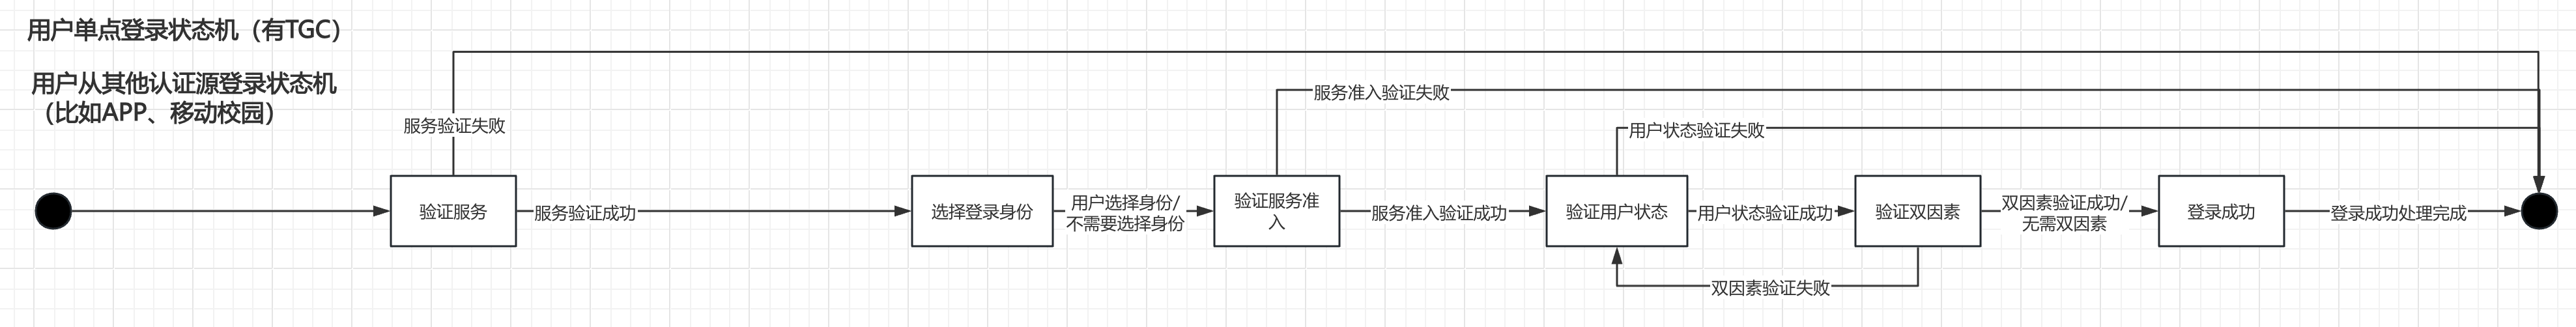 用户单点登录状态机（有TGC）
用户从其他认证源登录状态机
（比如APP、移动校园）
服务验证失败
服务准入验证失败
用户状态验证失败
验证服务
服务验证成功
选择登录身份
用户选择身份/
不需要选择身份
验证服务准
入
服务准入验证成功
验证用户状态
用户状态验证成功
验证双因素
双因素验证成功/
无需双因素
登录成功
登录成功处理完成
双因素验证失败